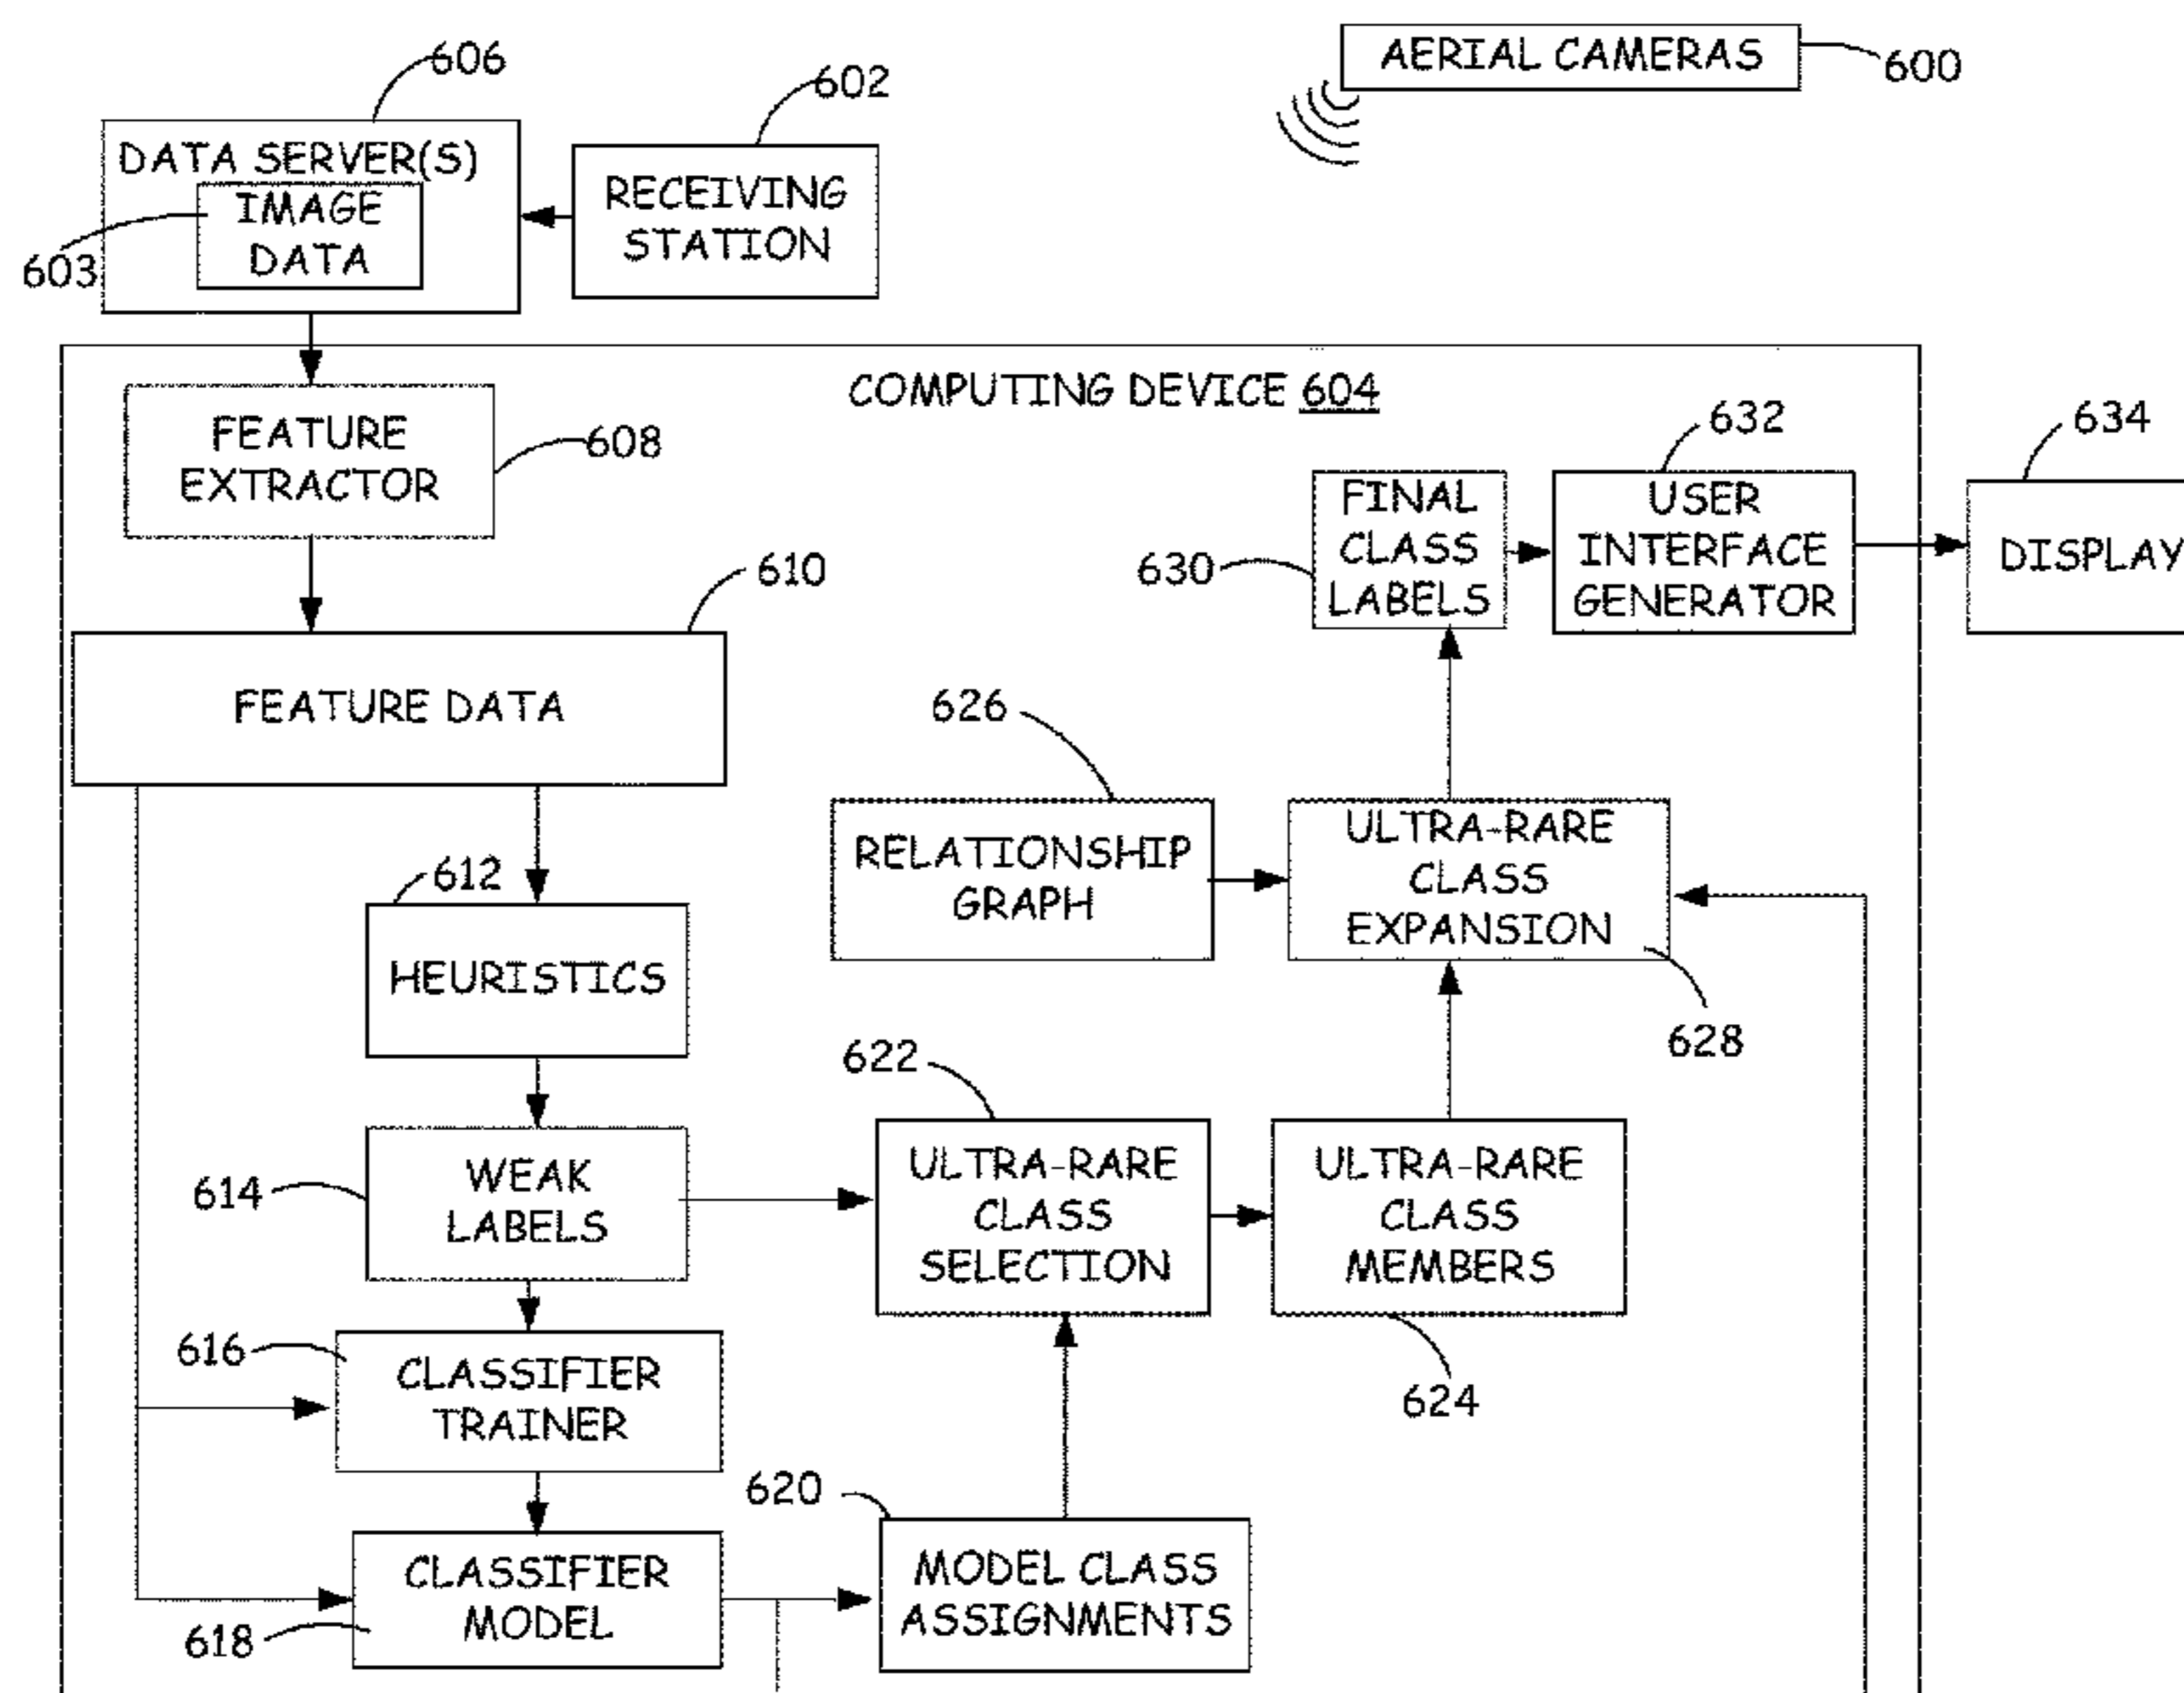 606
602
AERIAL CAMERAS
600
DATA SERVER(S)
IMAGE
DATA
603
RECEIVING
STATION
COMPUTING DEVICE 604
FEATURE
EXTRACTOR
608
632
634
FINAL
CLASS
LABELS
630
USER
INTERFACE
GENERATOR
DISPLAY
610
FEATURE DATA
626
RELATIONSHIP
GRAPH
ULTRA-RARE
CLASS
EXPANSION
628
612
HEURISTICS
622
614
WEAK
LABELS
ULTRA-RARE
CLASS
SELECTION
ULTRA-RARE
CLASS
MEMBERS
624
616
CLASSIFIER
TRAINER
620
618
CLASSIFIER
MODEL
MODEL CLASS
ASSIGNMENTS